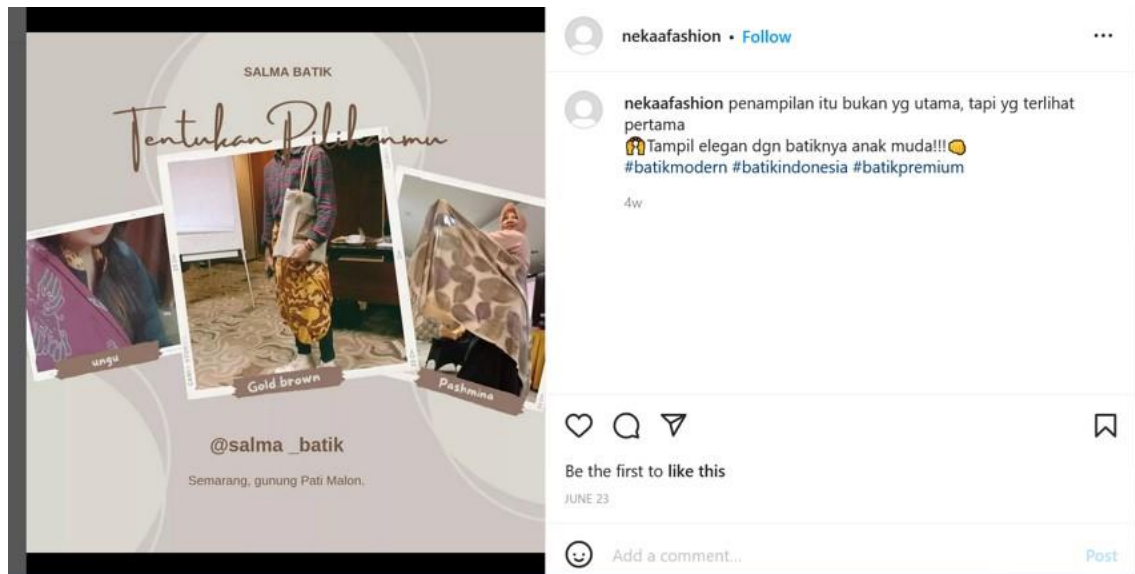 SALMA BATIK
Tentukan Pilihanmu
ungu
Gold brown
Pashmina
@salma _batik
Semarang, gunung Pati Malon.
nekaafashion • Follow
nekaafashion penampilan itu bukan yg utama, tapi yg terlihat
pertama
🙌Tampil elegan dgn batiknya anak muda!!!👊
#batikmodern #batikindonesia #batikpremium
4w
Be the first to like this
JUNE 23
Add a comment...
Post